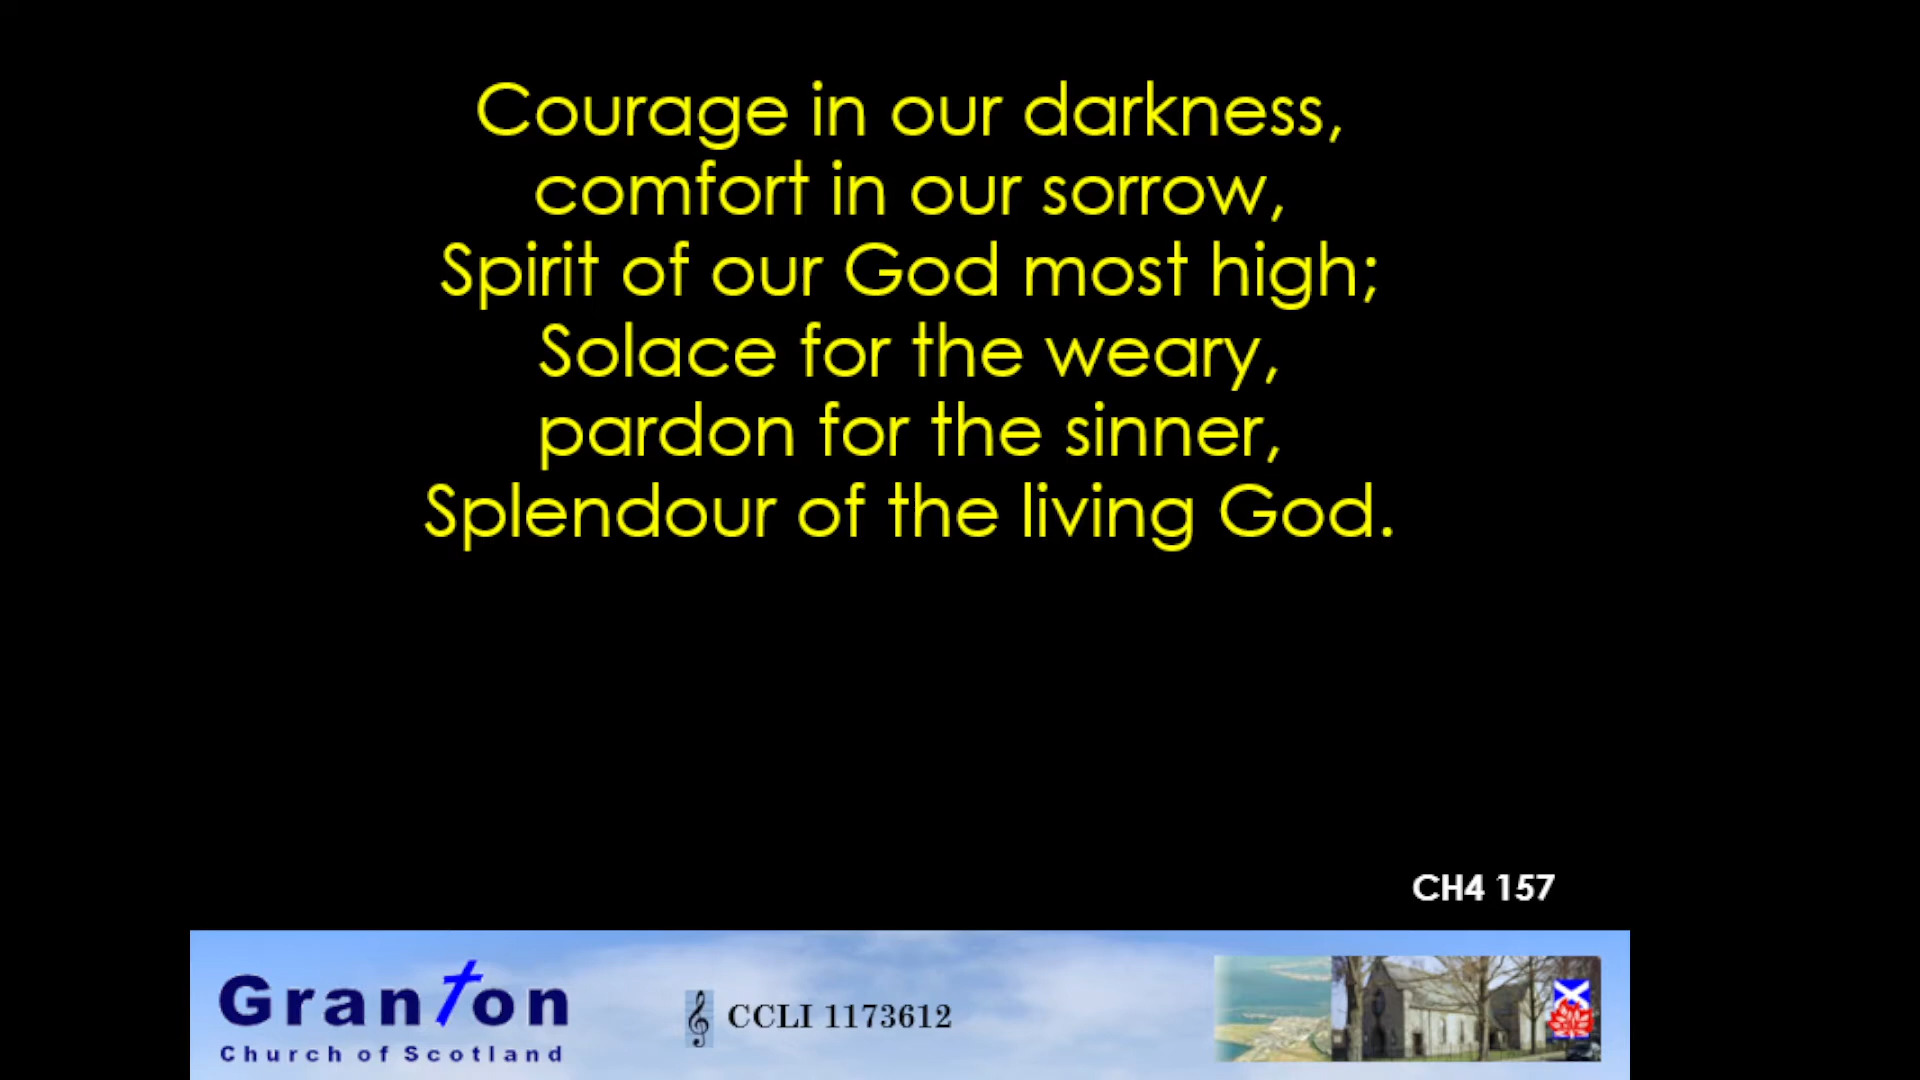 Courage in our darkness,
comfort in our sorrow,
Spirit of our God most high;
Solace for the weary,
pardon for the sinner,
Splendour of the living God.
CH4 157
Granton
Church of Scotland
CCLI 1173612